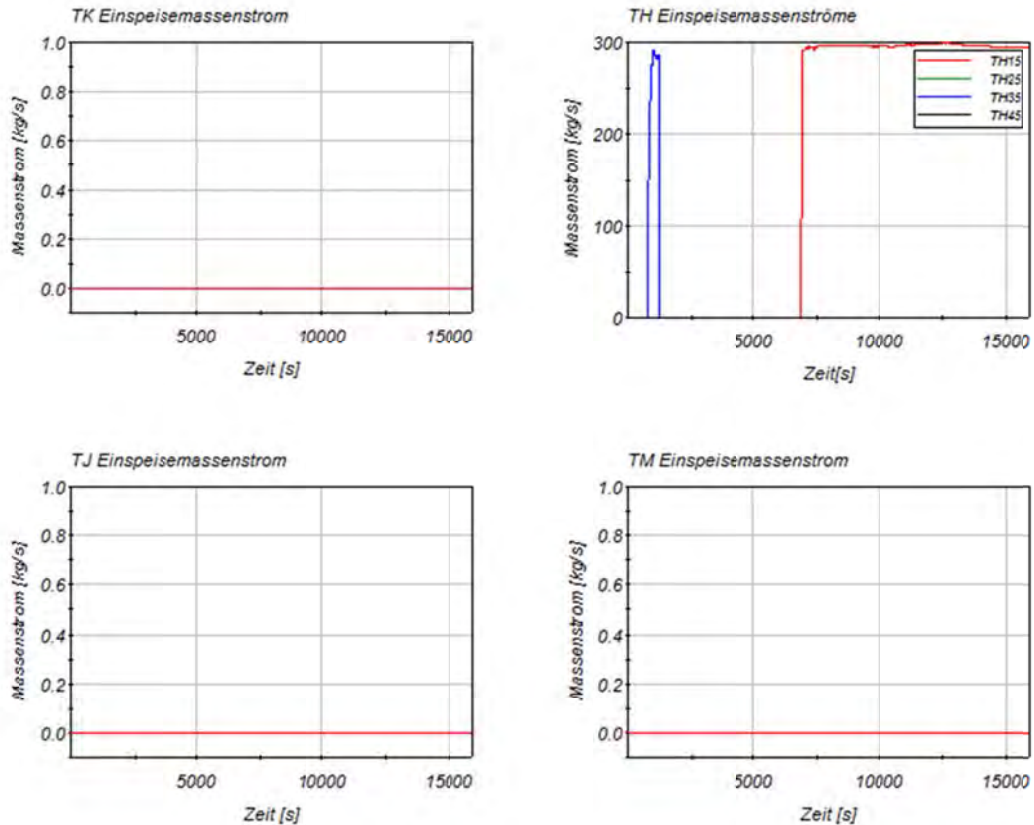 TK Einspeisemassenstrom
1.0
0.8
0.6
0.4
0.2
0.0
Massenstrom [kg/s]
5000
10000
15000
Zeit [s]
TH Einspeisemassenströme
300
200
100
0
Massenstrom [kg/s]
TH15
TH25
TH35
TH45
5000
10000
15000
Zeit[s]
TJ Einspeisemassenstrom
1.0
0.8
0.6
0.4
0.2
0.0
Massenstrom [kg/s]
5000
10000
15000
Zeit [s]
TM Einspeisemassenstrom
1.0
0.8
0.6
0.4
0.2
0.0
Massenstrom [kg/s]
5000
10000
15000
Zeit [s]